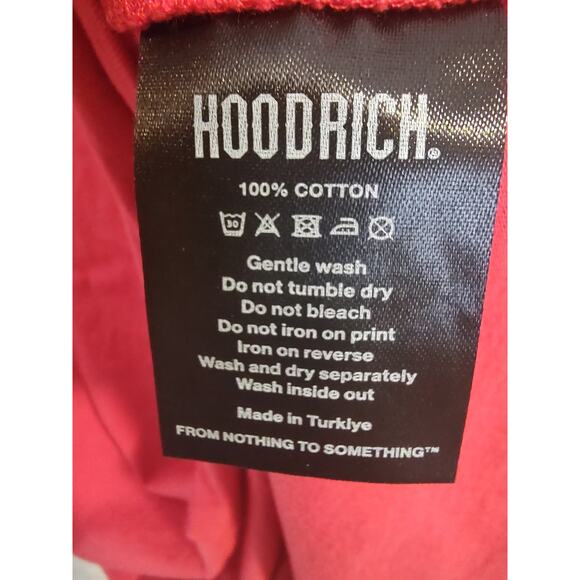 HOODRICH®
100% COTTON
30
Gentle wash
Do not tumble dry
Do not bleach
Do not iron on print
Iron on reverse
Wash and dry separately
Wash inside out
Made in Turkiye
FROM NOTHING TO SOMETHING™